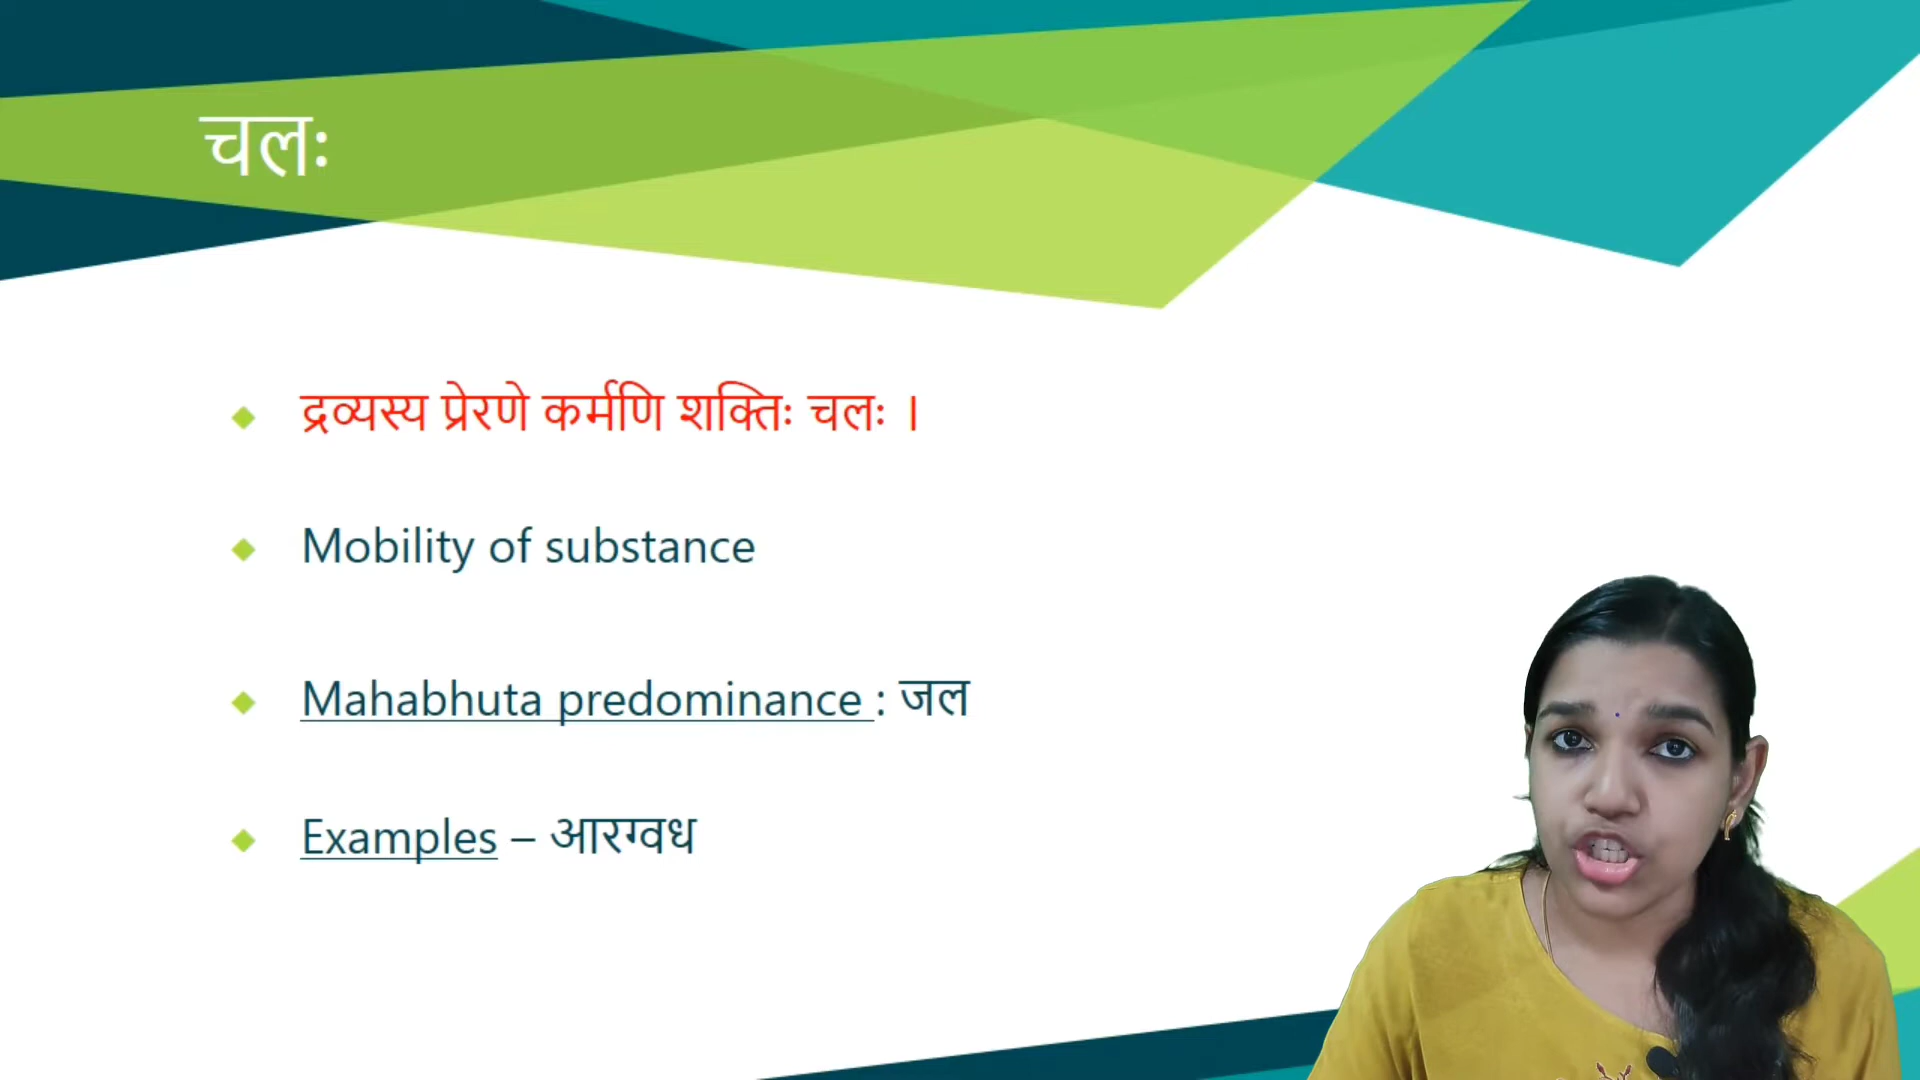 चलः
द्रव्यस्य प्रेरणे कर्मणि शक्तिः चलः ।
Mobility of substance
Mahabhuta predominance : जल
Examples – आरग्वध